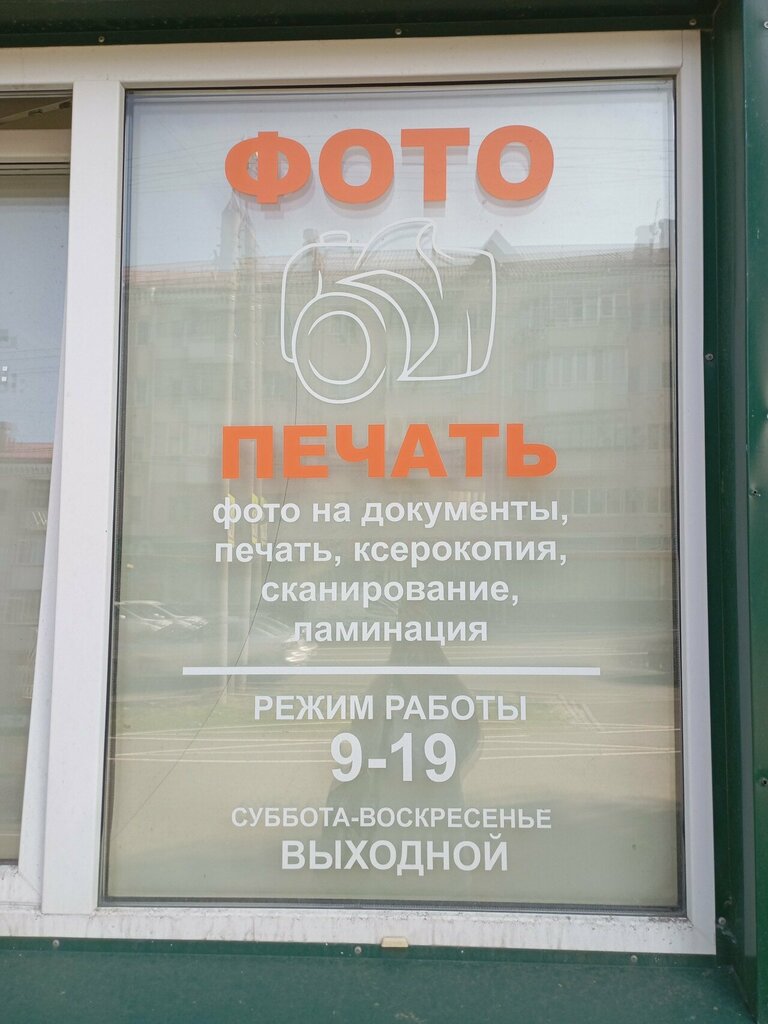 ФОТО
ПЕЧАТЬ
фото на документы,
печать, ксерокопия,
сканирование,
ламинация
РЕЖИМ РАБОТЫ
9-19
СУББОТА-ВОСКРЕСЕНЬЕ
ВЫХОДНОЙ